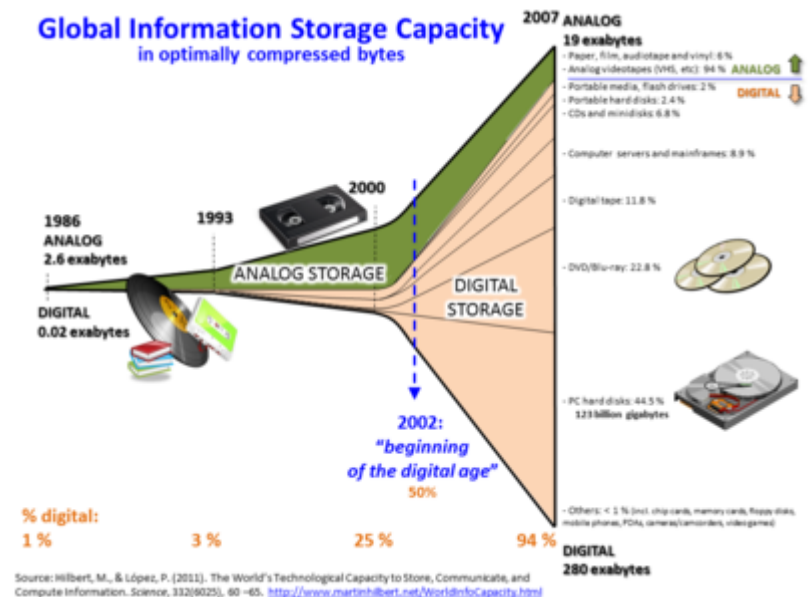 Global Information Storage Capacity
in optimally compressed bytes
2007 ANALOG
19 exabytes
- Paper, film, audiotape and vinyl: 6 %
- Analog videotapes (VHS, etc): 94 %
ANALOG
DIGITAL
- Portable media, flash drives: 2 %
- Portable hard disks: 2.4 %
- CDs and minidisks: 6.8 %
- Computer servers and mainframes: 8.9 %
- Digital tape: 11.8 %
- DVD/Blu-ray: 22.8 %
- PC hard disks: 44.5 %
123 billion gigabytes
- Others: < 1 % (incl. chip cards, memory cards, floppy disks,
mobile phones, PDAs, cameras/camcorders, video games)
DIGITAL
280 exabytes
2000
1993
1986
ANALOG
2.6 exabytes
DIGITAL
0.02 exabytes
ANALOG STORAGE
DIGITAL
STORAGE
2002:
"beginning
of the digital age"
50%
% digital:
1 %
3 %
25 %
94 %
Source: Hilbert, M., & López, P. (2011). The World's Technological Capacity to Store, Communicate, and
Compute Information. Science, 332(6025), 60 –65. http://www.martinhilbert.net/WorldInfoCapacity.html